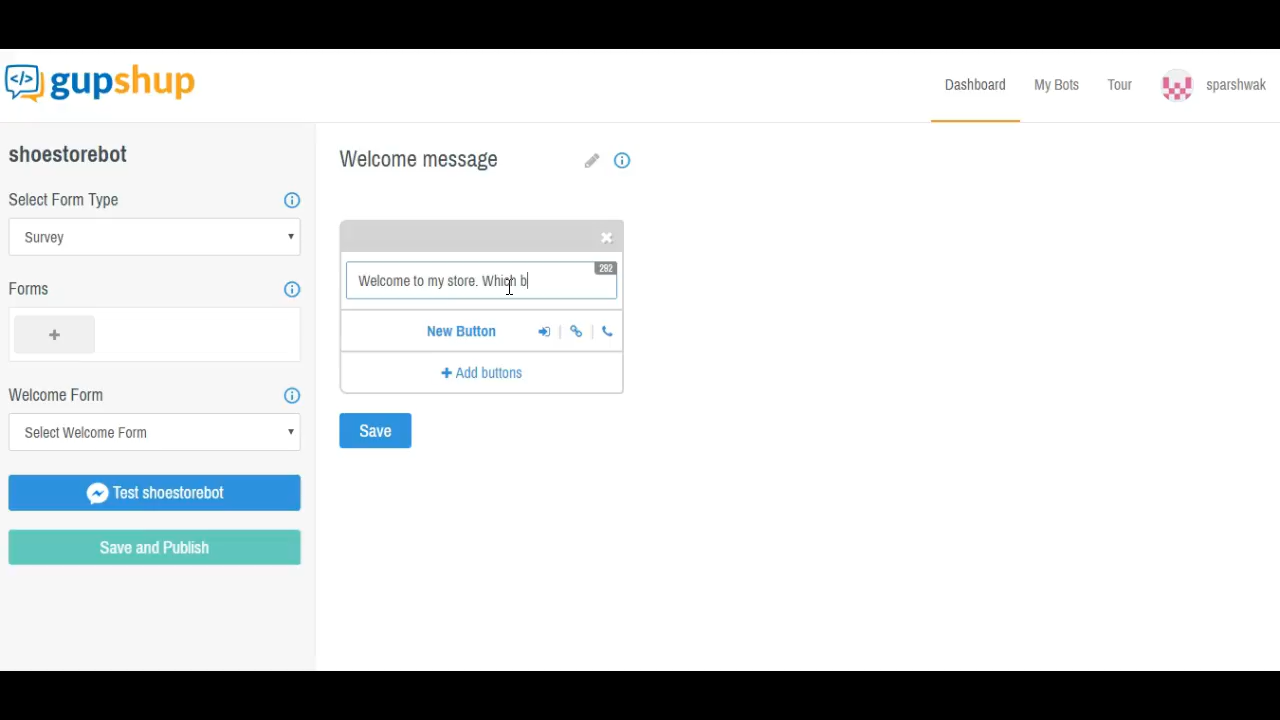 gupshup
Dashboard
My Bots
Tour
sparshwak
shoestorebot
Select Form Type
Survey
Forms
Welcome Form
Select Welcome Form
Test shoestorebot
Save and Publish
Welcome message
292
Welcome to my store. Which b
New Button
Add buttons
Save